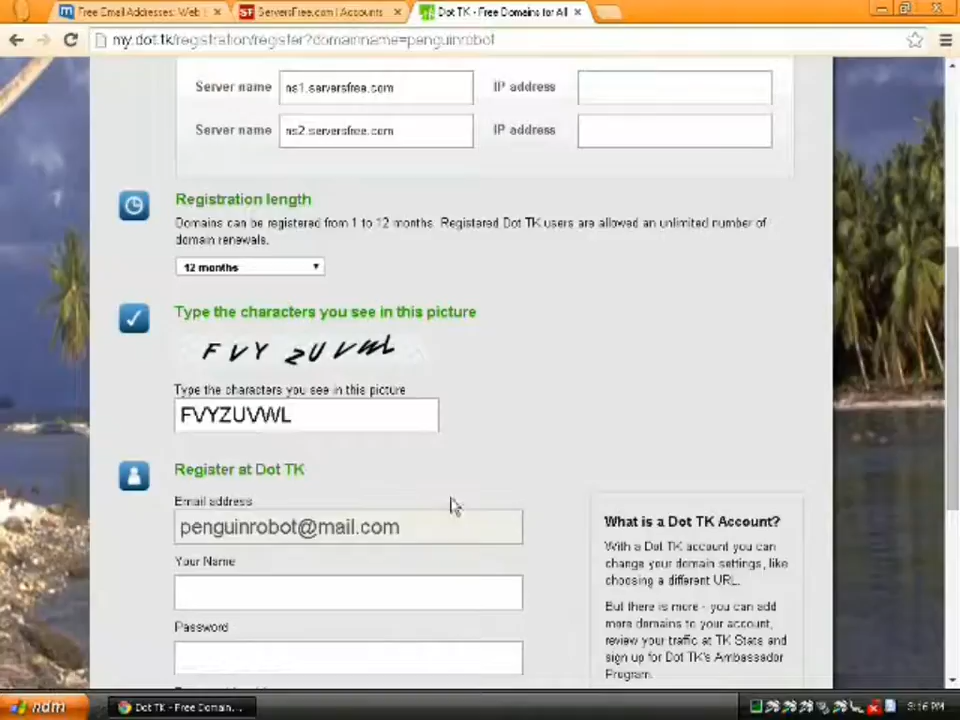 Free Email Addresses: Web
ServersFree.com | Accounts
Dot TK - Free Domains for All
my.dot.tk/registration/register?domainname=penguinrobot
Server name ns1.serversfree.com IP address
Server name ns2.serversfree.com IP address
Registration length
Domains can be registered from 1 to 12 months. Registered Dot TK users are allowed an unlimited number of
domain renewals.
12 months
Type the characters you see in this picture
FVYZUVWL
Type the characters you see in this picture
FVYZUVWL
Register at Dot TK
Email address
penguinrobot@mail.com
Your Name
Password
What is a Dot TK Account?
With a Dot TK account you can
change your domain settings, like
choosing a different URL.
But there is more - you can add
more domains to your account,
review your traffic at TK Stats and
sign up for Dot TK's Ambassador
Program.
Dot TK - Free Domain...